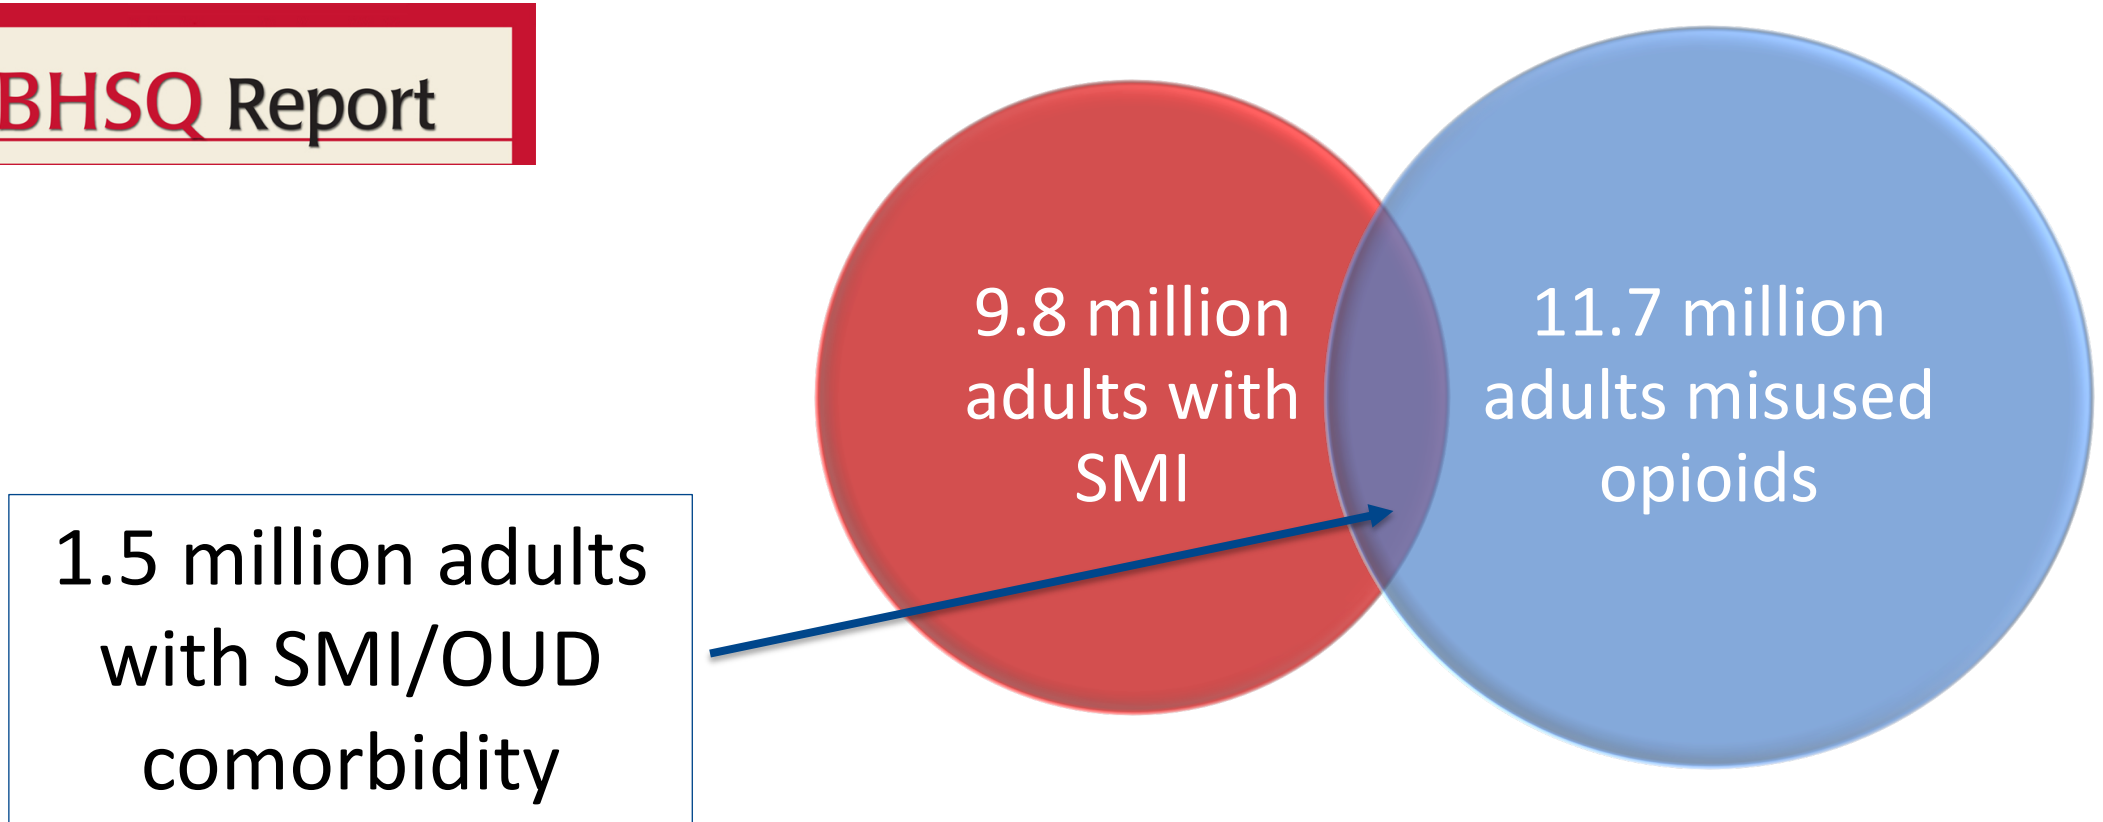 BHSQ Report
9.8 million
adults with
SMI
11.7 million
adults misused
opioids
1.5 million adults
with SMI/OUD
comorbidity